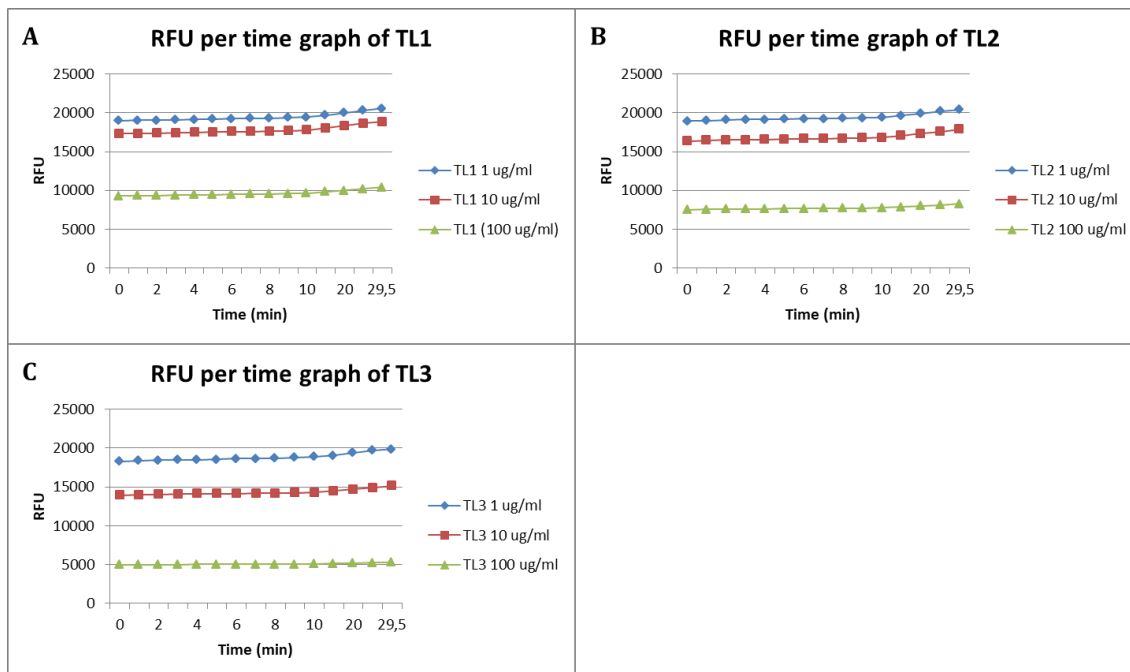 A
RFU per time graph of TL1
25000
20000
15000
10000
5000
0
RFU
0 2 4 6 8 10 20 29,5
Time (min)
TL1 1 ug/ml
TL1 10 ug/ml
TL1 (100 ug/ml)
B
RFU per time graph of TL2
25000
20000
15000
10000
5000
0
RFU
0 2 4 6 8 10 20 29,5
Time (min)
TL2 1 ug/ml
TL2 10 ug/ml
TL2 100 ug/ml
C
RFU per time graph of TL3
25000
20000
15000
10000
5000
0
RFU
0 2 4 6 8 10 20 29,5
Time (min)
TL3 1 ug/ml
TL3 10 ug/ml
TL3 100 ug/ml